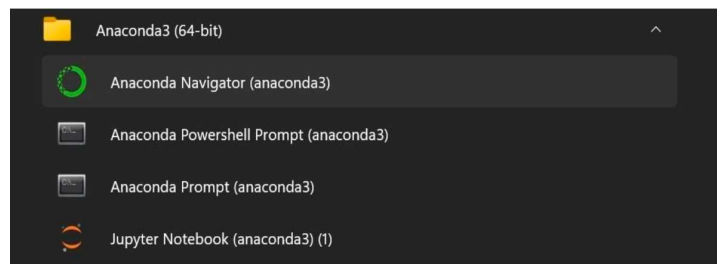 Anaconda3 (64-bit)
Anaconda Navigator (anaconda3)
Anaconda Powershell Prompt (anaconda3)
Anaconda Prompt (anaconda3)
Jupyter Notebook (anaconda3) (1)